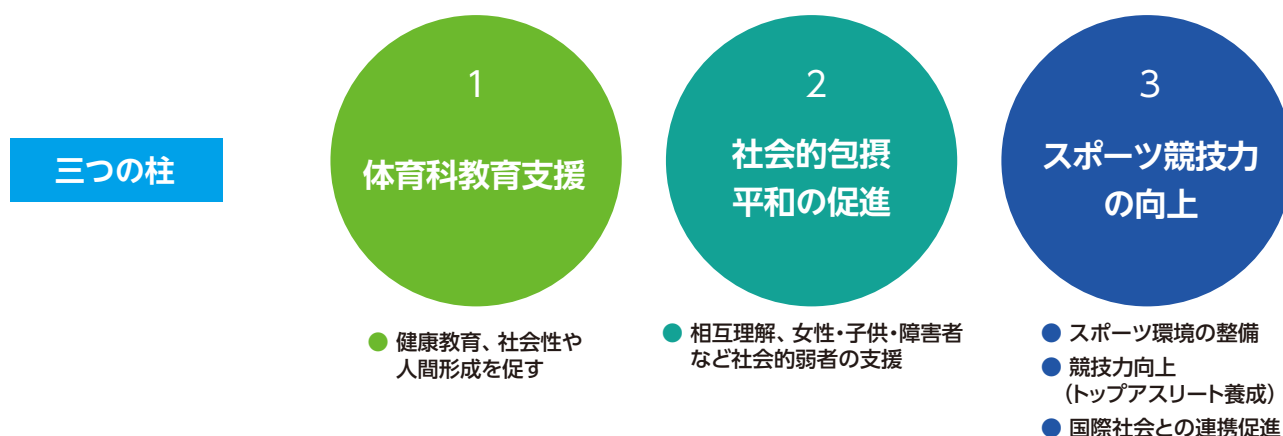 三つの柱
1
体育科教育支援
● 健康教育、社会性や
人間形成を促す
2
社会的包摂
平和の促進
● 相互理解、女性・子供・障害者
など社会的弱者の支援
3
スポーツ競技力
の向上
● スポーツ環境の整備
● 競技力向上
（トップアスリート養成）
● 国際社会との連携促進